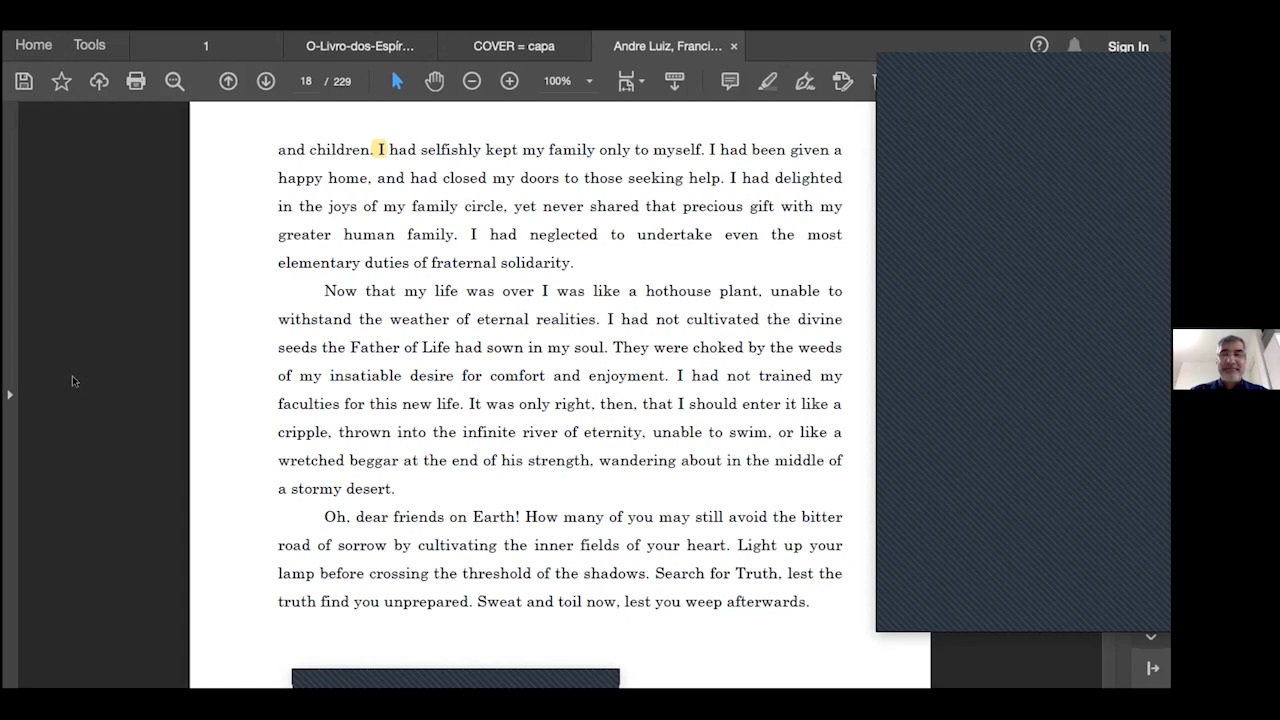 Home Tools 1 O-Livro-dos-Espír... COVER = capa Andre Luiz, Franci... × Sign In
18 / 229 100%
and children. I had selfishly kept my family only to myself. I had been given a
happy home, and had closed my doors to those seeking help. I had delighted
in the joys of my family circle, yet never shared that precious gift with my
greater human family. I had neglected to undertake even the most
elementary duties of fraternal solidarity.
Now that my life was over I was like a hothouse plant, unable to
withstand the weather of eternal realities. I had not cultivated the divine
seeds the Father of Life had sown in my soul. They were choked by the weeds
of my insatiable desire for comfort and enjoyment. I had not trained my
faculties for this new life. It was only right, then, that I should enter it like a
cripple, thrown into the infinite river of eternity, unable to swim, or like a
wretched beggar at the end of his strength, wandering about in the middle of
a stormy desert.
Oh, dear friends on Earth! How many of you may still avoid the bitter
road of sorrow by cultivating the inner fields of your heart. Light up your
lamp before crossing the threshold of the shadows. Search for Truth, lest the
truth find you unprepared. Sweat and toil now, lest you weep afterwards.